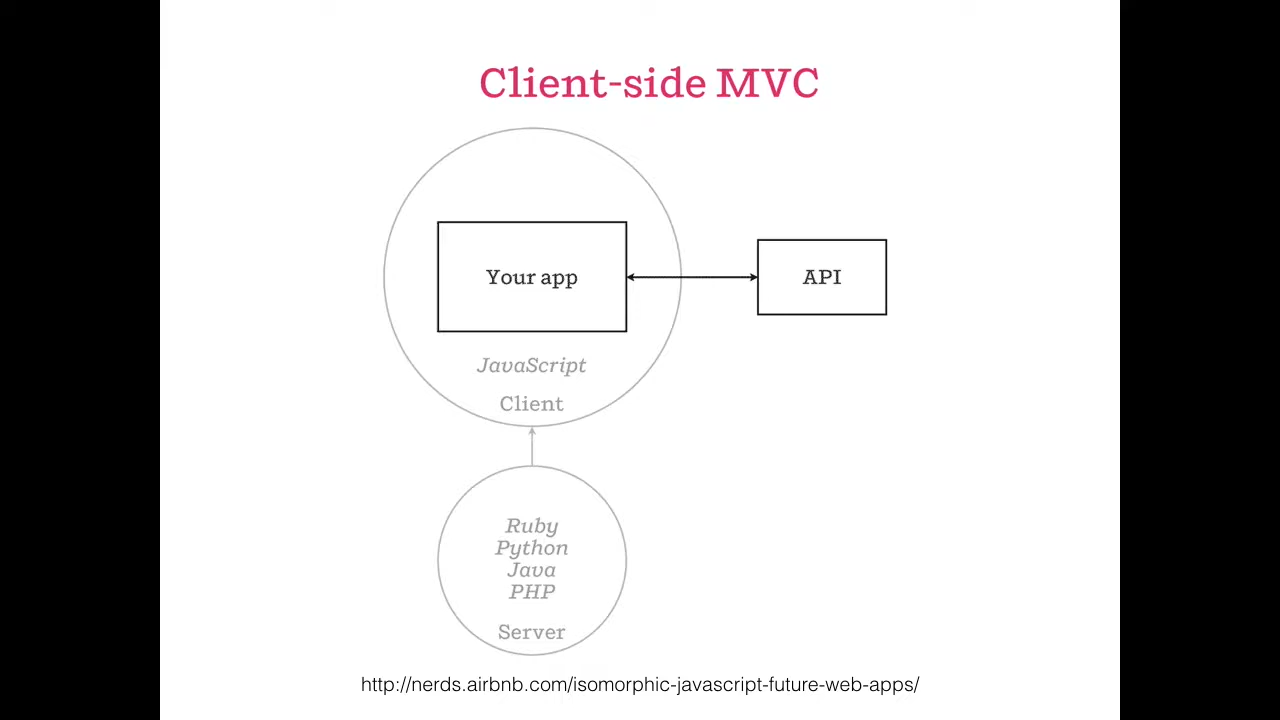 Client-side MVC
Your app
API
JavaScript
Client
Ruby
Python
Java
PHP
Server
http://nerds.airbnb.com/isomorphic-javascript-future-web-apps/